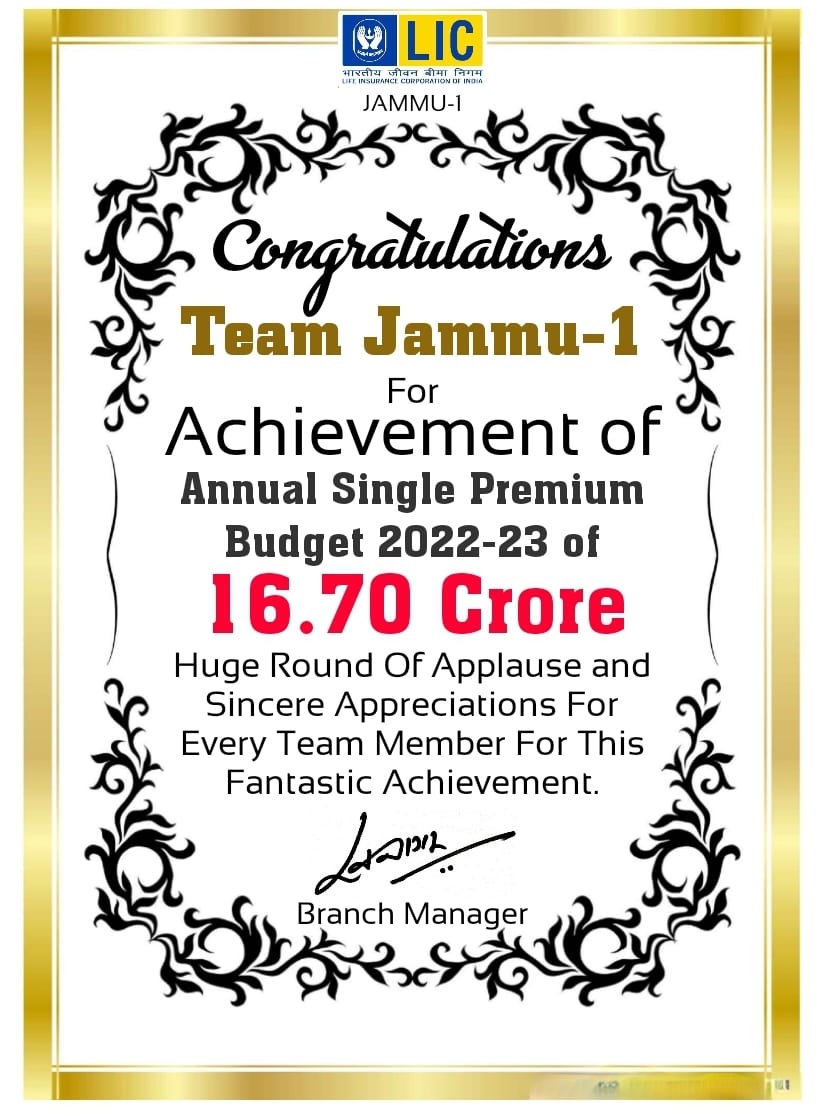 LIC
भारतीय जीवन बीमा निगम
LIFE INSURANCE CORPORATION OF INDIA
JAMMU-1
Congratulations
Team Jammu-1
For
Achievement of
Annual Single Premium
Budget 2022-23 of
16.70 Crore
Huge Round Of Applause and
Sincere Appreciations For
Every Team Member For This
Fantastic Achievement.
Branch Manager